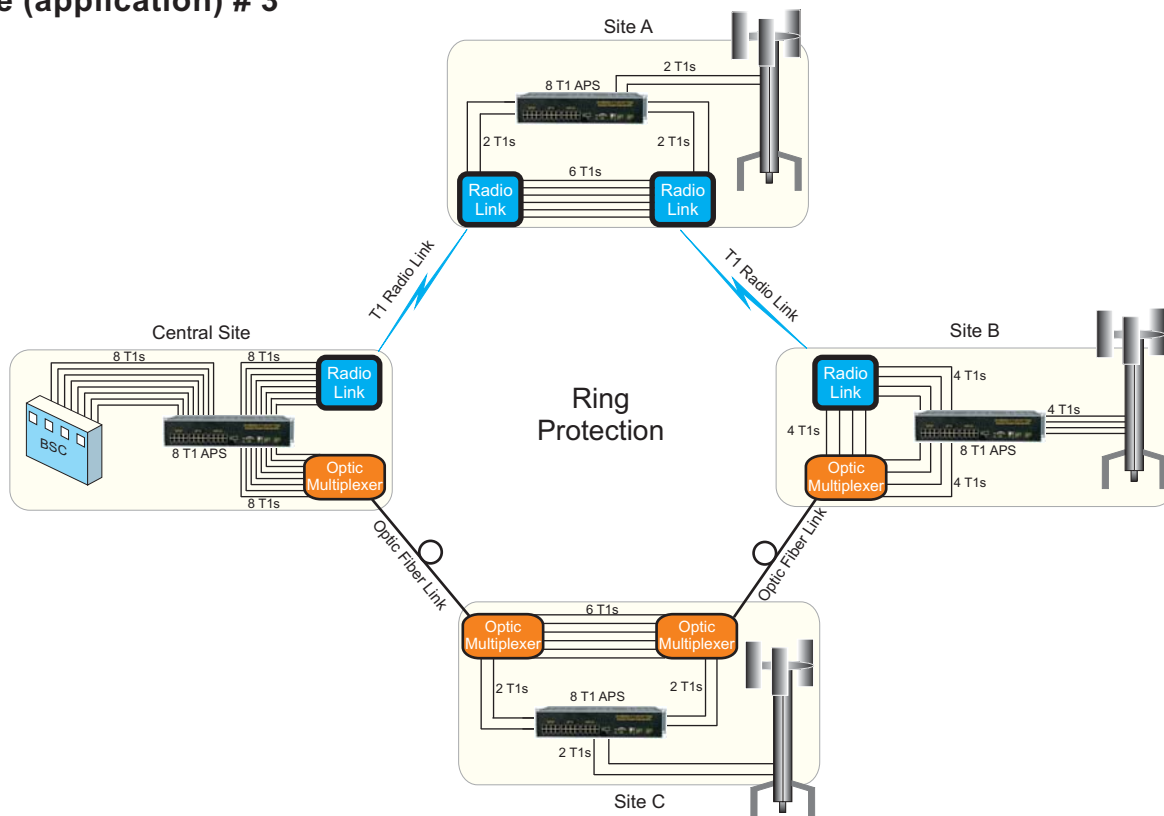 e (application) # 3
Site A
2 T1s
8 T1 APS
2 T1s
2 T1s
6 T1s
Radio
Link
Radio
Link
T1 Radio Link
T1 Radio Link
Central Site
8 T1s
8 T1s
Radio
Link
BSC
8 T1 APS
Optic
Multiplexer
8 T1s
Ring
Protection
Site B
Radio
Link
4 T1s
4 T1s
4 T1s
8 T1 APS
Optic
Multiplexer
4 T1s
Optic Fiber Link
Optic Fiber Link
6 T1s
Optic
Multiplexer
Optic
Multiplexer
2 T1s
2 T1s
8 T1 APS
2 T1s
Site C